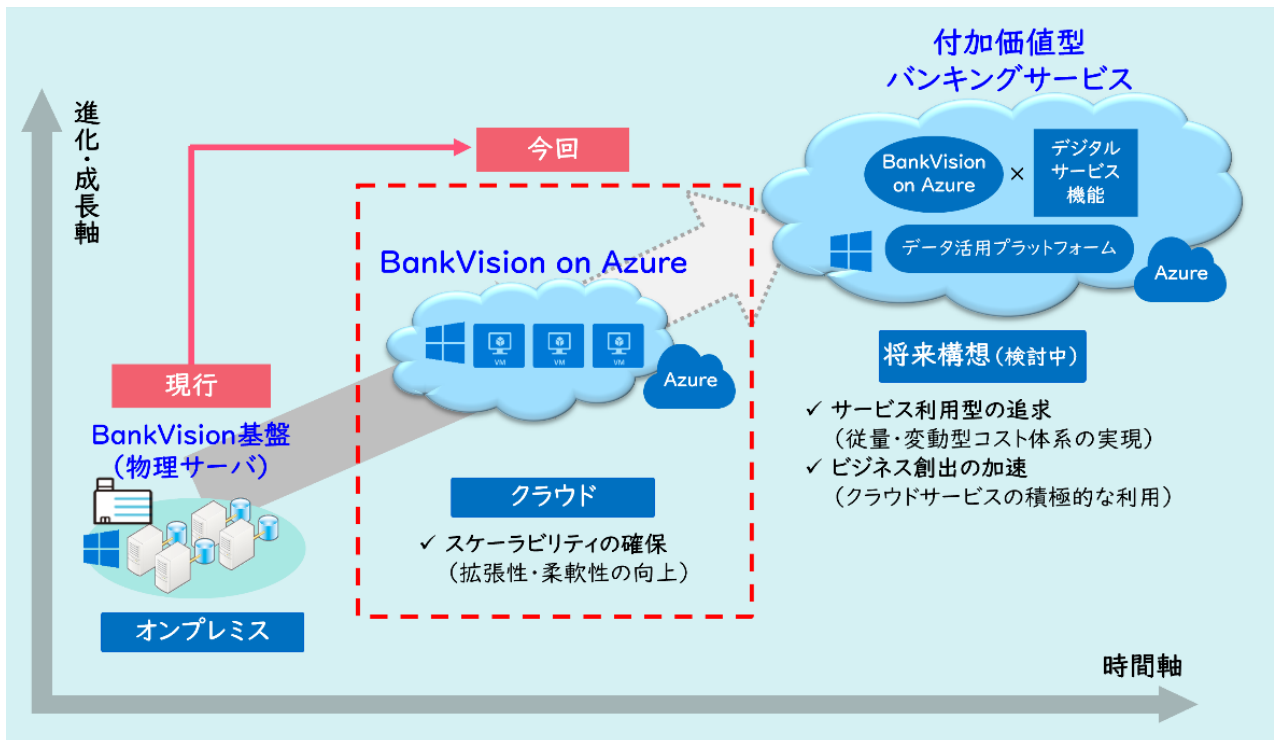 付加価値型
バンキングサービス
進化・成長軸
今回
BankVision
on Azure
×
デジタル
サービス
機能
データ活用プラットフォーム
Azure
BankVision on Azure
VM
VM
VM
Azure
将来構想(検討中)
✓ サービス利用型の追求
(従量・変動型コスト体系の実現)
✓ ビジネス創出の加速
(クラウドサービスの積極的な利用)
現行
BankVision基盤
(物理サーバ)
クラウド
✓ スケーラビリティの確保
(拡張性・柔軟性の向上)
オンプレミス
時間軸